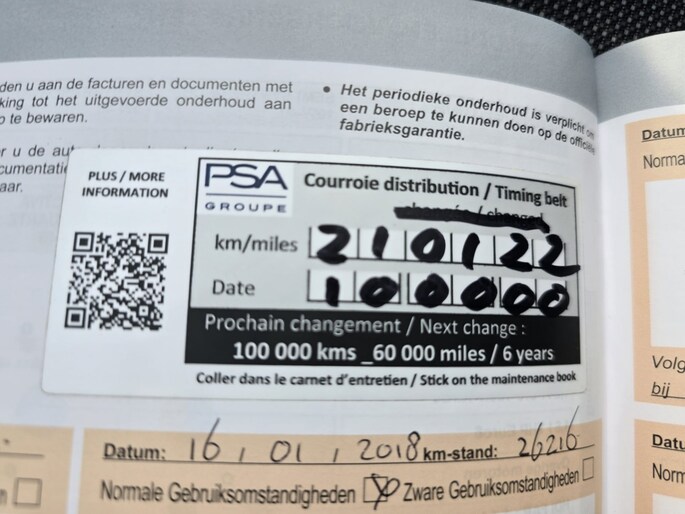 den u aan de facturen en documenten met
king tot het uitgevoerde onderhoud aan
te bewaren.
r u de
aar.
• Het periodieke onderhoud is verplicht om
een beroep te kunnen doen op de officiële
fabrieksgarantie.
PLUS / MORE
INFORMATION
PSA
GROUPE
Courroie distribution / Timing belt
km/miles 210122
Date 100000
Prochain changement / Next change :
100 000 kms _60 000 miles / 6 years
Coller dans le carnet d'entretien / Stick on the maintenance book
Datum: 16 / 01 / 2018 km-stand: 26216
Normale Gebruiksomstandigheden Zware Gebruiksomstandigheden
Datum
Norma
Volg
bij
Datu
Norm